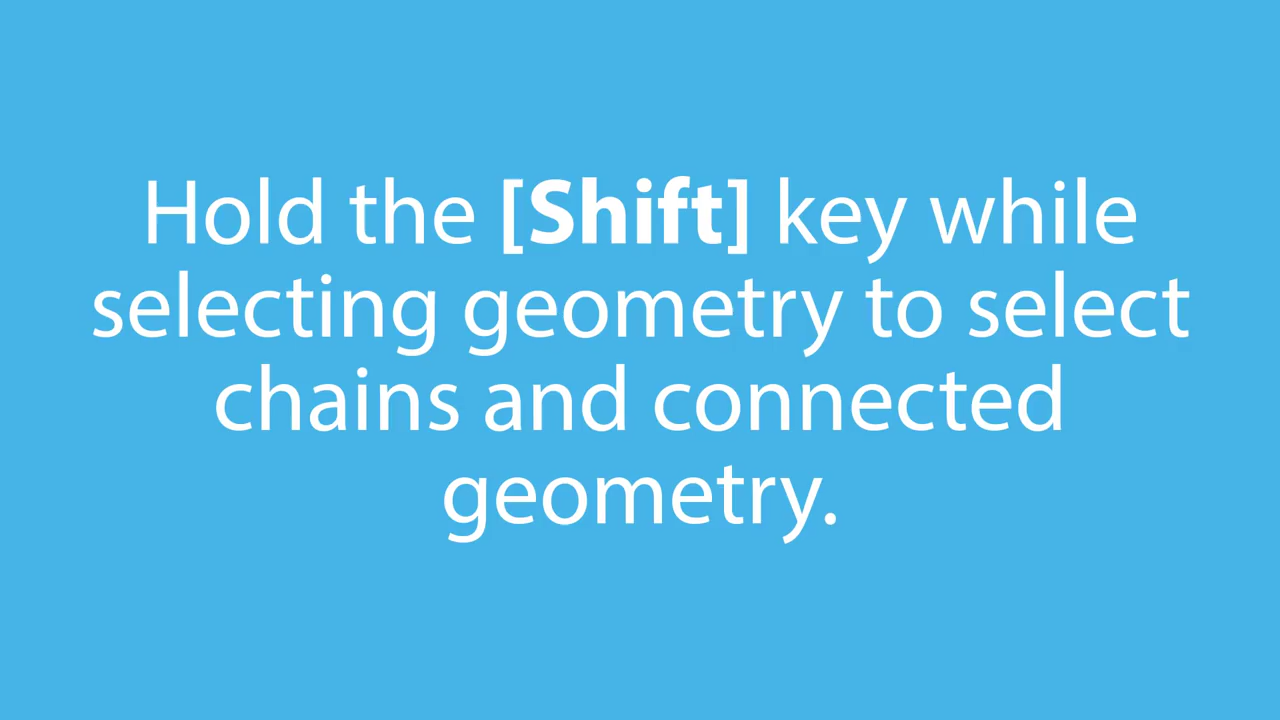 Hold the [Shift] key while
selecting geometry to select
chains and connected
geometry.